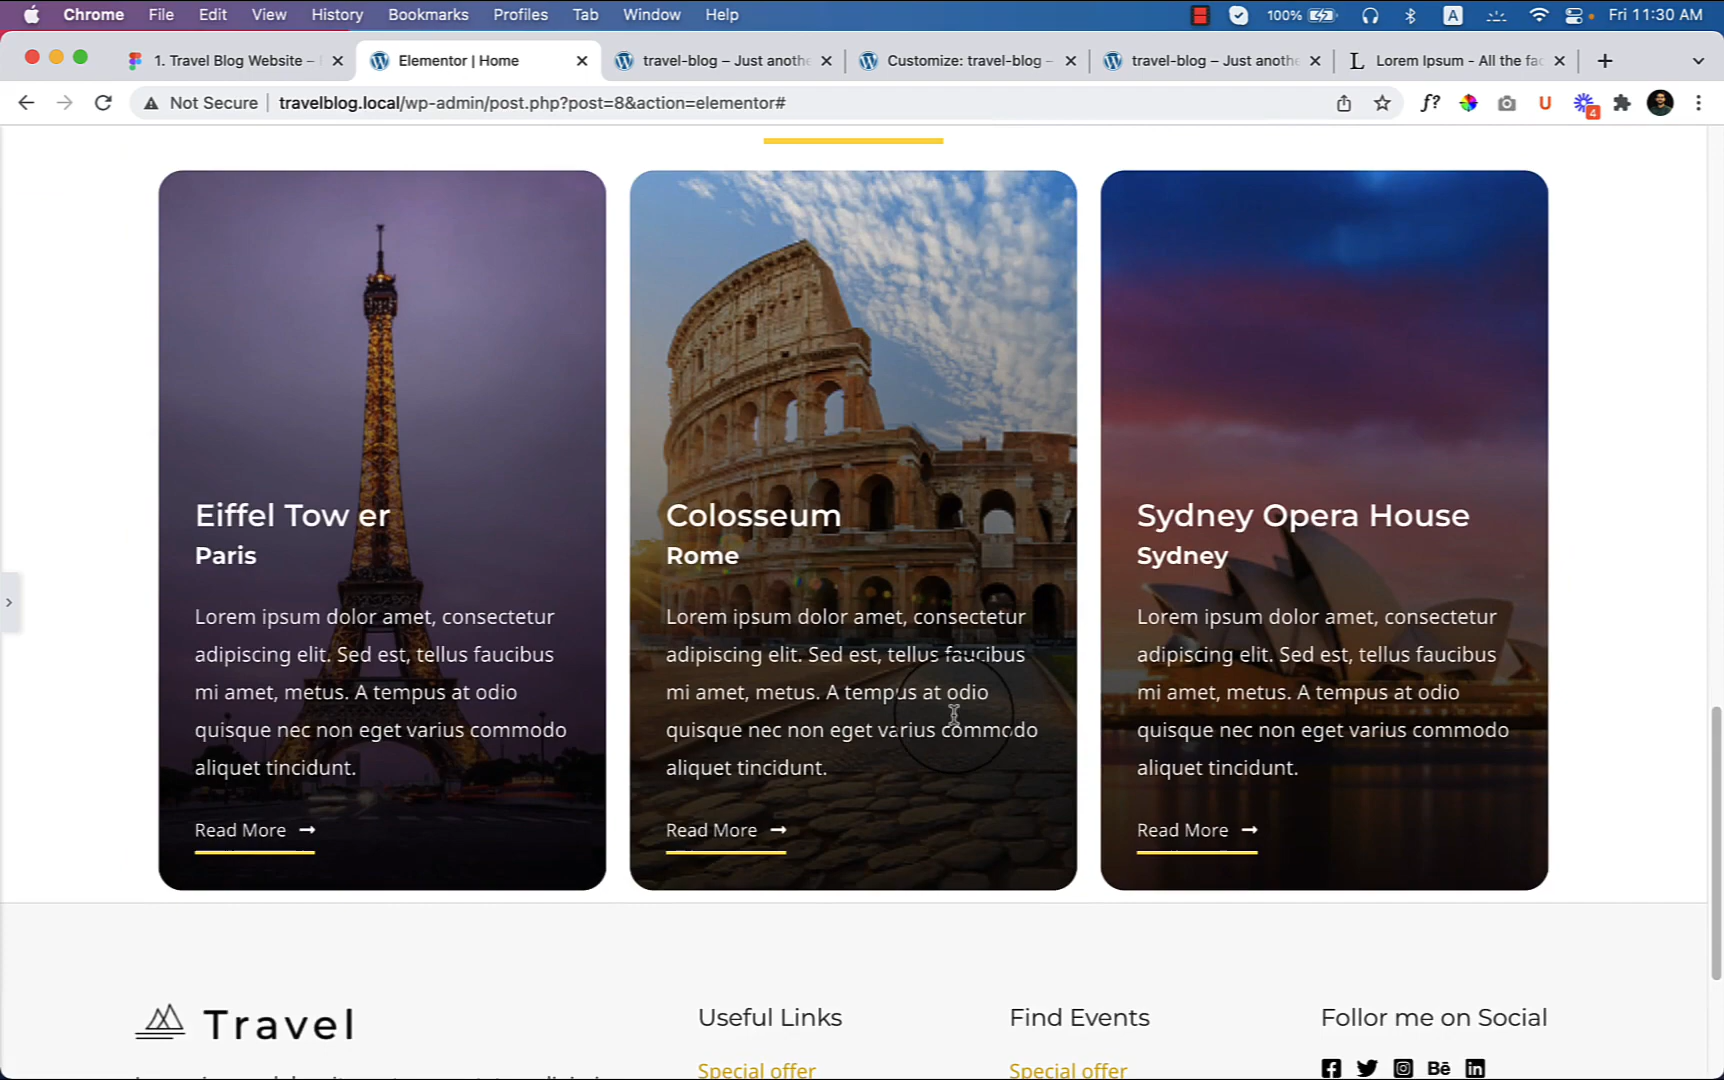 Chrome File Edit View History Bookmarks Profiles Tab Window Help 100% A Fri 11:30 AM
1. Travel Blog Website – Elementor | Home travel-blog – Just anothe Customize: travel-blog – travel-blog – Just anothe L Lorem Ipsum - All the fac
Not Secure travelblog.local/wp-admin/post.php?post=8&action=elementor# f? U 4
Eiffel Tow er
Paris
Lorem ipsum dolor amet, consectetur
adipiscing elit. Sed est, tellus faucibus
mi amet, metus. A tempus at odio
quisque nec non eget varius commodo
aliquet tincidunt.
Read More
Colosseum
Rome
Lorem ipsum dolor amet, consectetur
adipiscing elit. Sed est, tellus faucibus
mi amet, metus. A tempus at odio
quisque nec non eget varius commodo
aliquet tincidunt.
Read More
Sydney Opera House
Sydney
Lorem ipsum dolor amet, consectetur
adipiscing elit. Sed est, tellus faucibus
mi amet, metus. A tempus at odio
quisque nec non eget varius commodo
aliquet tincidunt.
Read More
Travel
Useful Links
Special offer
Find Events
Special offer
Follor me on Social
Bē